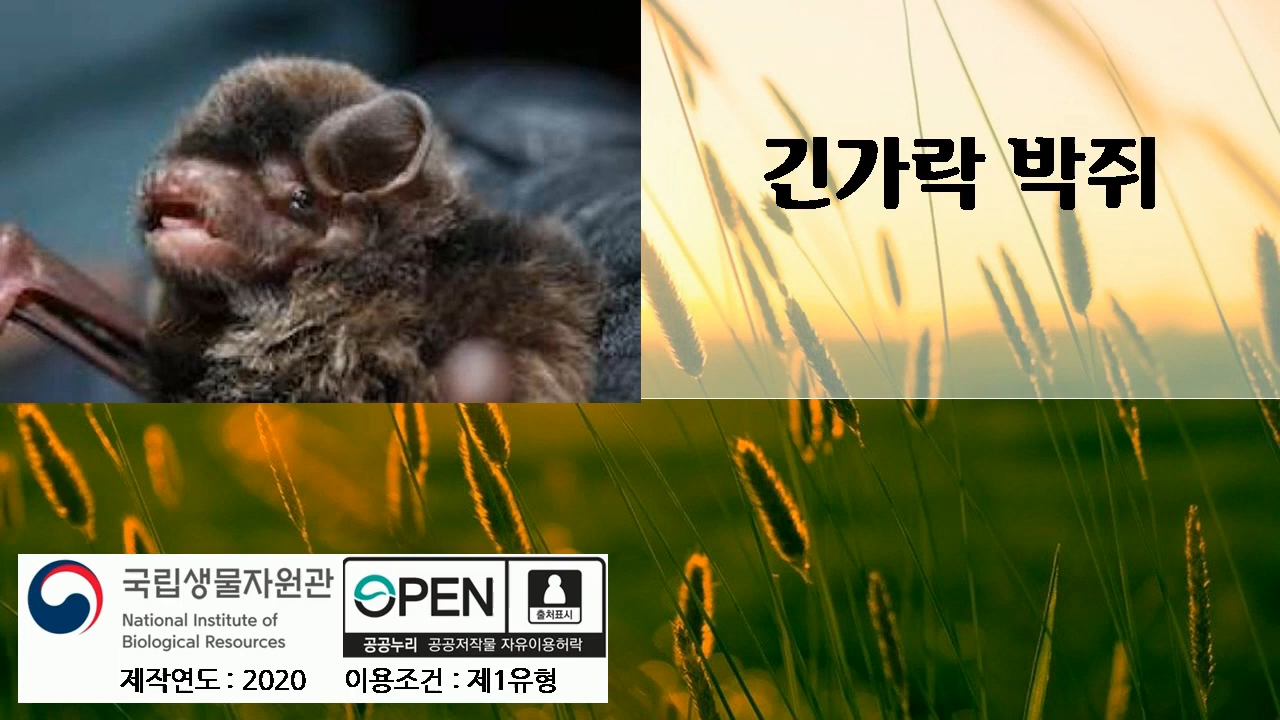 긴가락 박쥐
국립생물자원관
National Institute of
Biological Resources
OPEN
출처표시
공공누리 공공저작물 자유이용허락
제작연도 : 2020 이용조건 : 제1유형